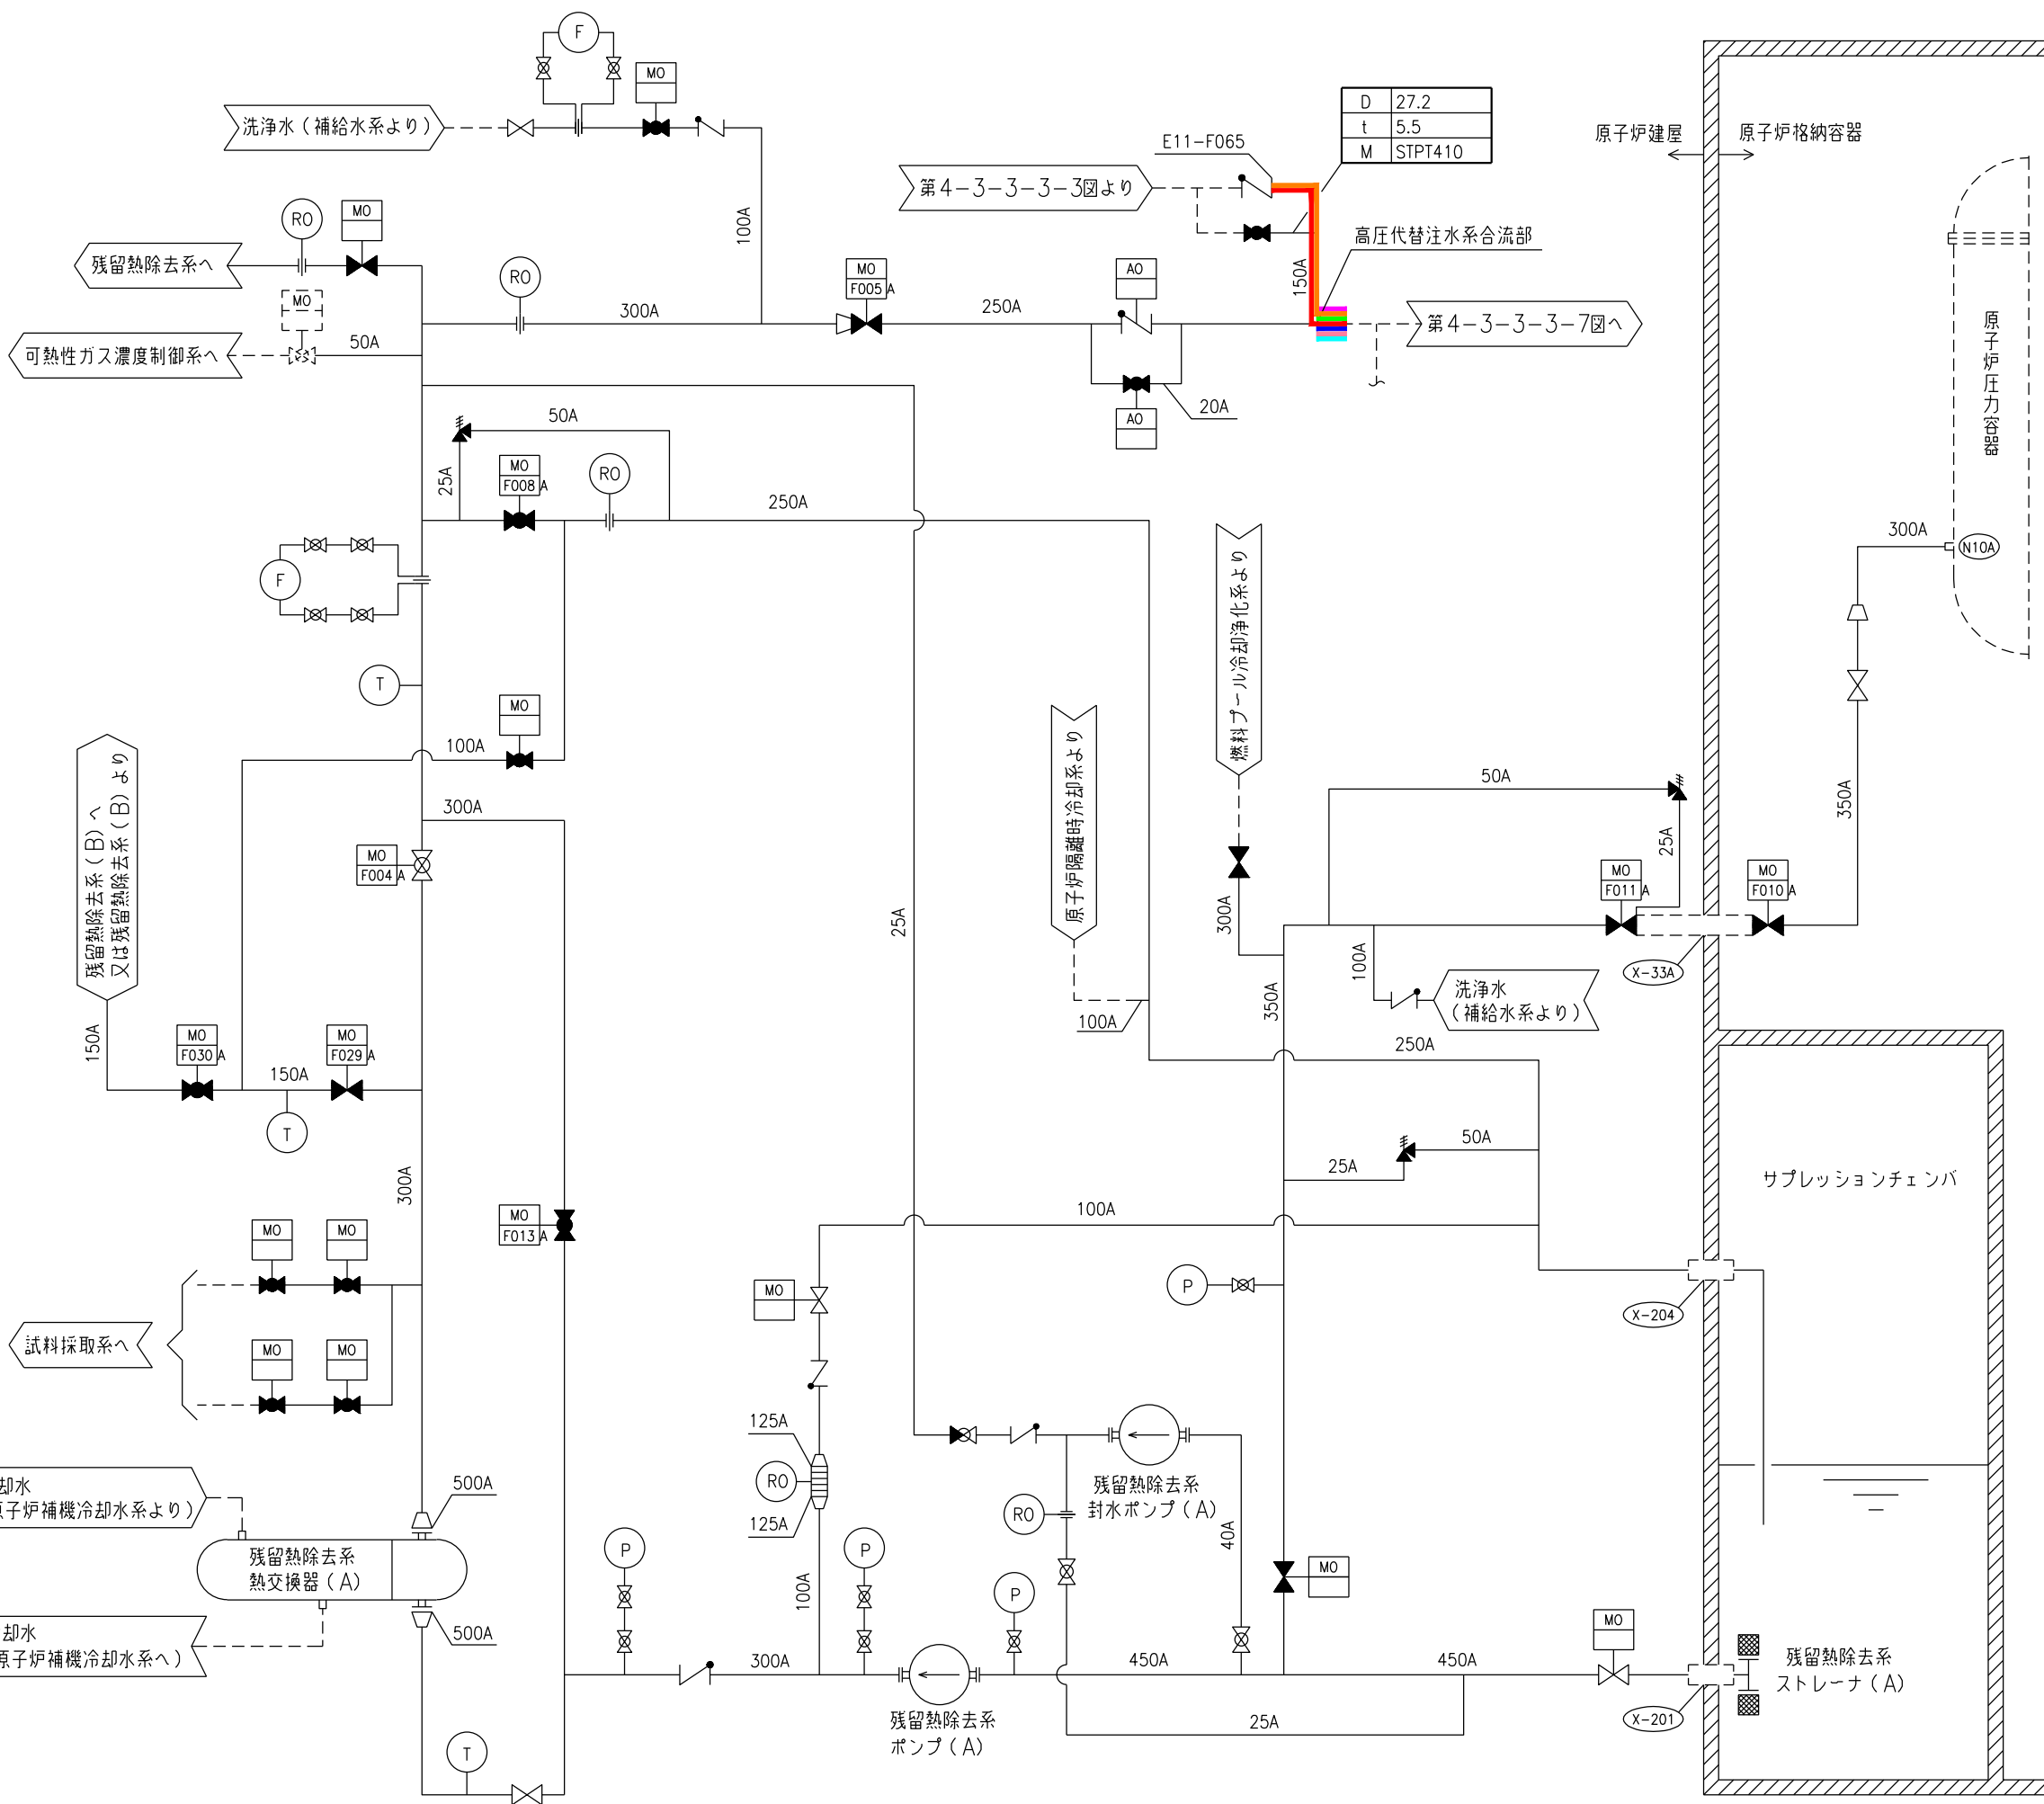 F
MO
洗浄水(補給水系より)
D 27.2
t 5.5
M STPT410
E11-F065
原子炉建屋
原子炉格納容器
第4-3-3-3-3図より
RO
MO
100A
残留熱除去系へ
高圧代替注水系合流部
150A
RO
MO
F005A
AO
MO
300A
250A
第4-3-3-3-7図へ
可熱性ガス濃度制御系へ
50A
原子炉圧力容器
20A
AO
50A
25A
MO
F008A
RO
250A
300A
N10A
F
燃料プール冷却浄化系より
T
MO
100A
原子炉隔離時冷却系より
50A
残留熱除去系(B)へ
又は残留熱除去系(B)より
300A
350A
25A
MO
F004A
MO
F011A
MO
F010A
25A
300A
100A
X-33A
洗浄水
(補給水系より)
350A
100A
150A
MO
F030A
MO
F029A
150A
250A
T
50A
25A
サプレッションチェンバ
300A
100A
MO
MO
MO
F013A
P
MO
X-204
試料採取系へ
MO
MO
125A
RO
125A
残留熱除去系
封水ポンプ(A)
却水
原子炉補機冷却水系より)
500A
RO
40A
残留熱除去系
熱交換器(A)
P
P
P
100A
MO
500A
却水
原子炉補機冷却水系へ)
MO
300A
450A
450A
残留熱除去系
ストレーナ(A)
残留熱除去系
ポンプ(A)
25A
X-201
T